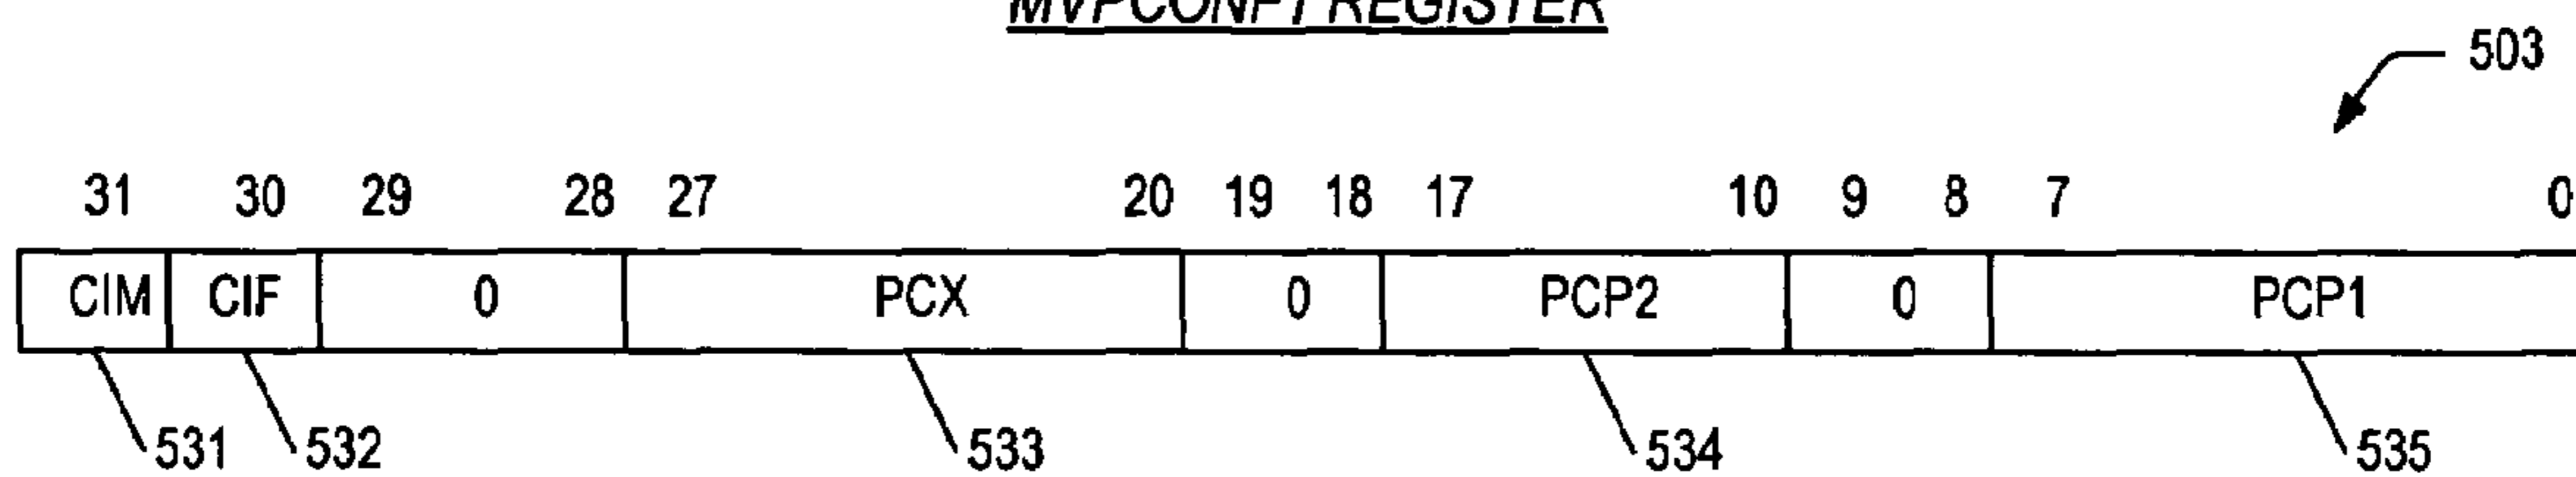 MVPCONF1 REGISTER
503
31 30 29 28 27 20 19 18 17 10 9 8 7 0
CIM CIF 0 PCX 0 PCP2 0 PCP1
531 532 533 534 535